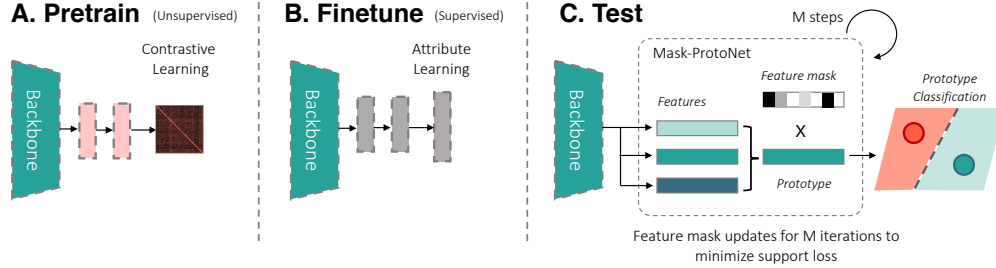 A. Pretrain (Unsupervised)
Contrastive
Learning
Backbone
B. Finetune (Supervised)
Attribute
Learning
Backbone
C. Test
M steps
Mask-ProtoNet
Feature mask
Features
X
Prototype
Backbone
Prototype
Classification
Feature mask updates for M iterations to
minimize support loss